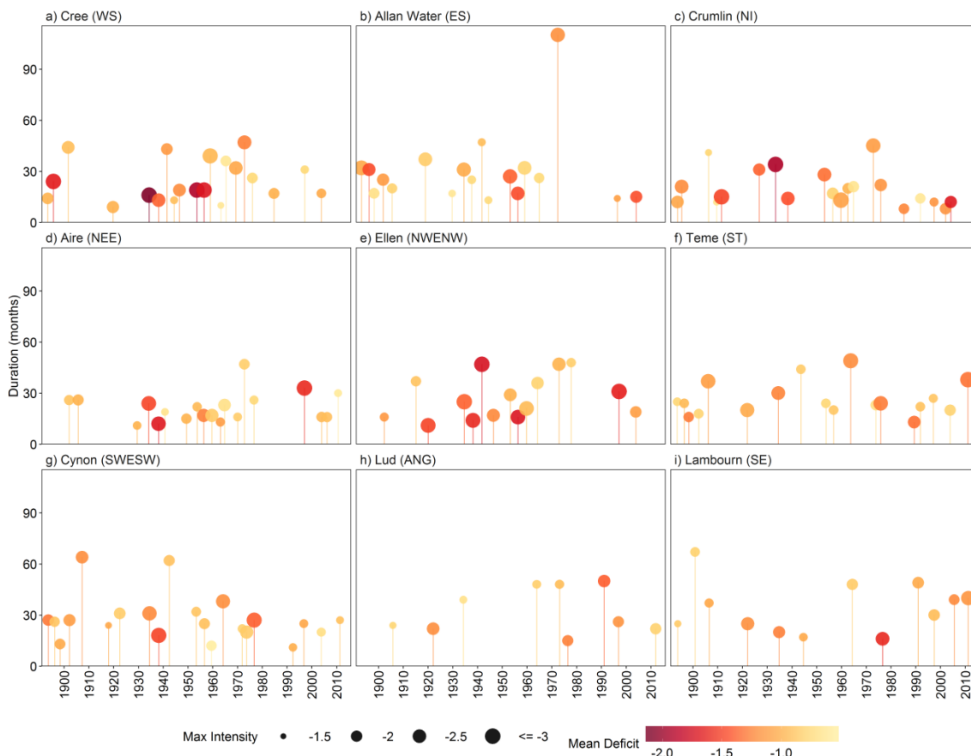 a) Cree (WS)
b) Allan Water (ES)
c) Crumlin (NI)
90
60
30
0
d) Aire (NEE)
e) Ellen (NWENW)
f) Teme (ST)
Duration (months)
90
60
30
0
g) Cynon (SWESW)
h) Lud (ANG)
i) Lambourn (SE)
90
60
30
0
1900 1910 1920 1930 1940 1950 1960 1970 1980 1990 2000 2010
1900 1910 1920 1930 1940 1950 1960 1970 1980 1990 2000 2010
1900 1910 1920 1930 1940 1950 1960 1970 1980 1990 2000 2010
Max Intensity -1.5 -2 -2.5 <= -3
Mean Deficit -2.0 -1.5 -1.0